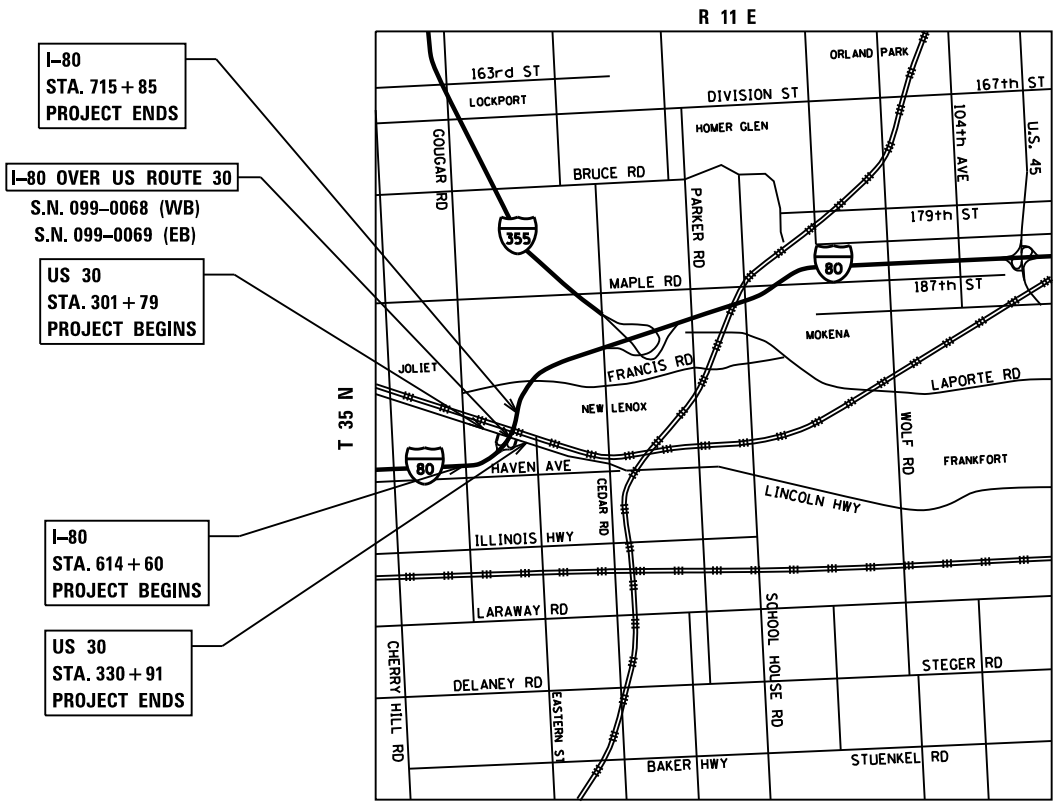 R 11 E
I-80
STA. 715 + 85
PROJECT ENDS
I-80 OVER US ROUTE 30
S.N. 099-0068 (WB)
S.N. 099-0069 (EB)
US 30
STA. 301 + 79
PROJECT BEGINS
T 35 N
I-80
STA. 614 + 60
PROJECT BEGINS
US 30
STA. 330 + 91
PROJECT ENDS
ORLAND PARK
163rd ST
LOCKPORT
DIVISION ST
167th ST
HOMER GLEN
104th AVE
U.S. 45
GOUGAR RD
BRUCE RD
PARKER RD
179th ST
355
80
MAPLE RD
187th ST
MOKENA
JOLIET
FRANCIS RD
LAPORTE RD
NEW LENOX
WOLF RD
80
HAVEN AVE
FRANKFORT
CEDAR RD
LINCOLN HWY
ILLINOIS HWY
LARAWAY RD
SCHOOL HOUSE RD
CHERRY HILL RD
STEGER RD
DELANEY RD
EASTERN ST
BAKER HWY
STUENKEL RD